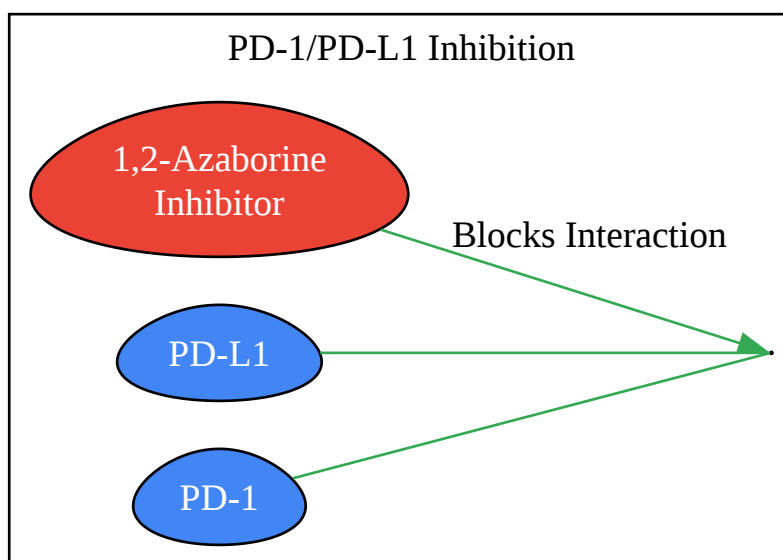 PD-1/PD-L1 Inhibition
1,2-Azaborine
Inhibitor
Blocks Interaction
PD-L1
PD-1